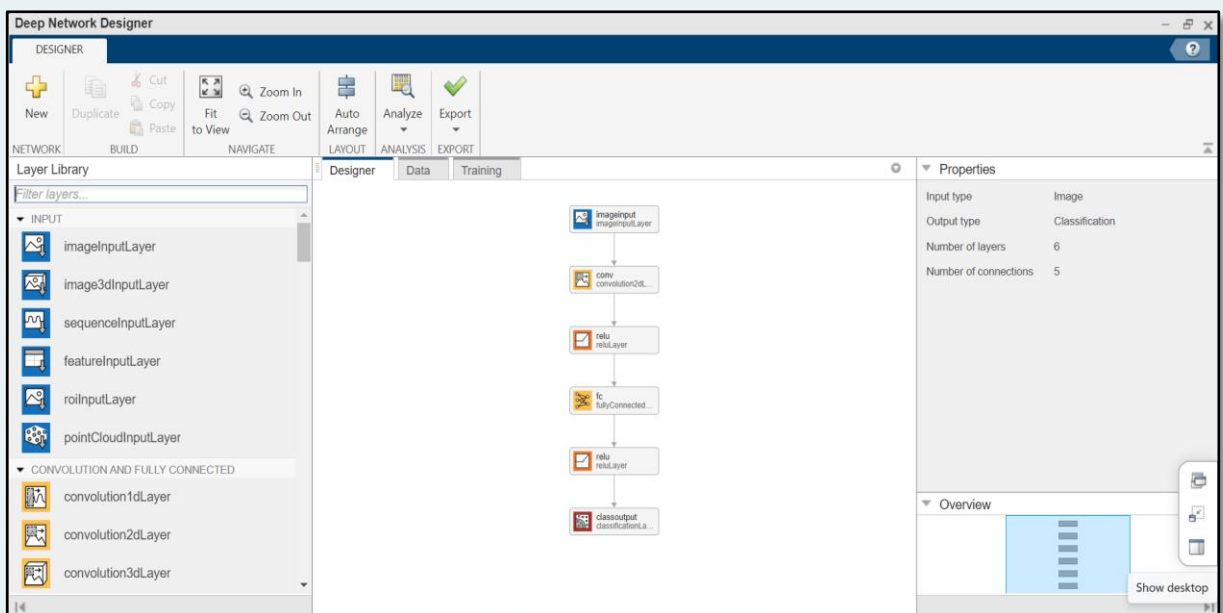 Deep Network Designer
DESIGNER
New
Duplicate
Cut
Copy
Paste
Fit
to View
Zoom In
Zoom Out
Auto
Arrange
Analyze
Export
NETWORK
BUILD
NAVIGATE
LAYOUT
ANALYSIS
EXPORT
Layer Library
Filter layers...
INPUT
imageInputLayer
image3dInputLayer
sequenceInputLayer
featureInputLayer
roiInputLayer
pointCloudInputLayer
CONVOLUTION AND FULLY CONNECTED
convolution1dLayer
convolution2dLayer
convolution3dLayer
Designer
Data
Training
imageinput
imageInputLayer
conv
convolution2dL...
relu
reluLayer
fc
fullyConnected...
relu
reluLayer
classoutput
classificationLa...
Properties
Input type Image
Output type Classification
Number of layers 6
Number of connections 5
Overview
Show desktop